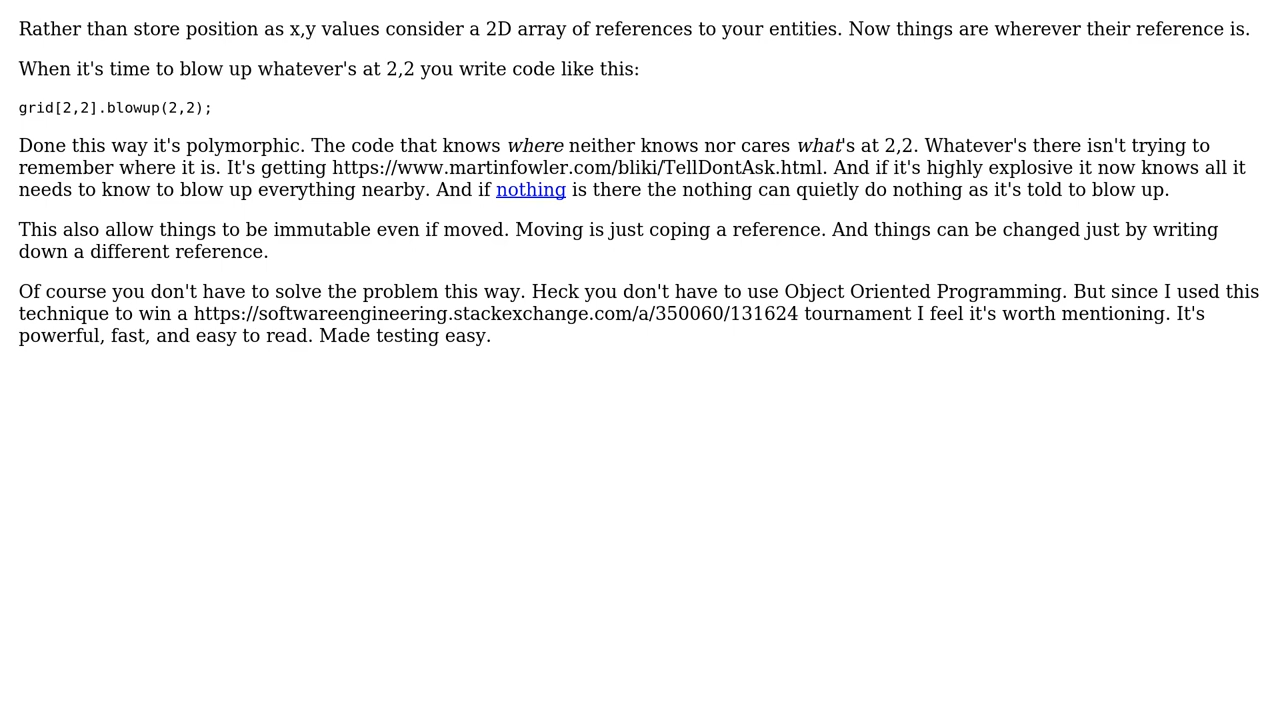 Rather than store position as x,y values consider a 2D array of references to your entities. Now things are wherever their reference is.
When it's time to blow up whatever's at 2,2 you write code like this:
grid[2,2].blowup(2,2);
Done this way it's polymorphic. The code that knows where neither knows nor cares what's at 2,2. Whatever's there isn't trying to
remember where it is. It's getting https://www.martinfowler.com/bliki/TellDontAsk.html. And if it's highly explosive it now knows all it
needs to know to blow up everything nearby. And if nothing is there the nothing can quietly do nothing as it's told to blow up.
This also allow things to be immutable even if moved. Moving is just coping a reference. And things can be changed just by writing
down a different reference.
Of course you don't have to solve the problem this way. Heck you don't have to use Object Oriented Programming. But since I used this
technique to win a https://softwareengineering.stackexchange.com/a/350060/131624 tournament I feel it's worth mentioning. It's
powerful, fast, and easy to read. Made testing easy.